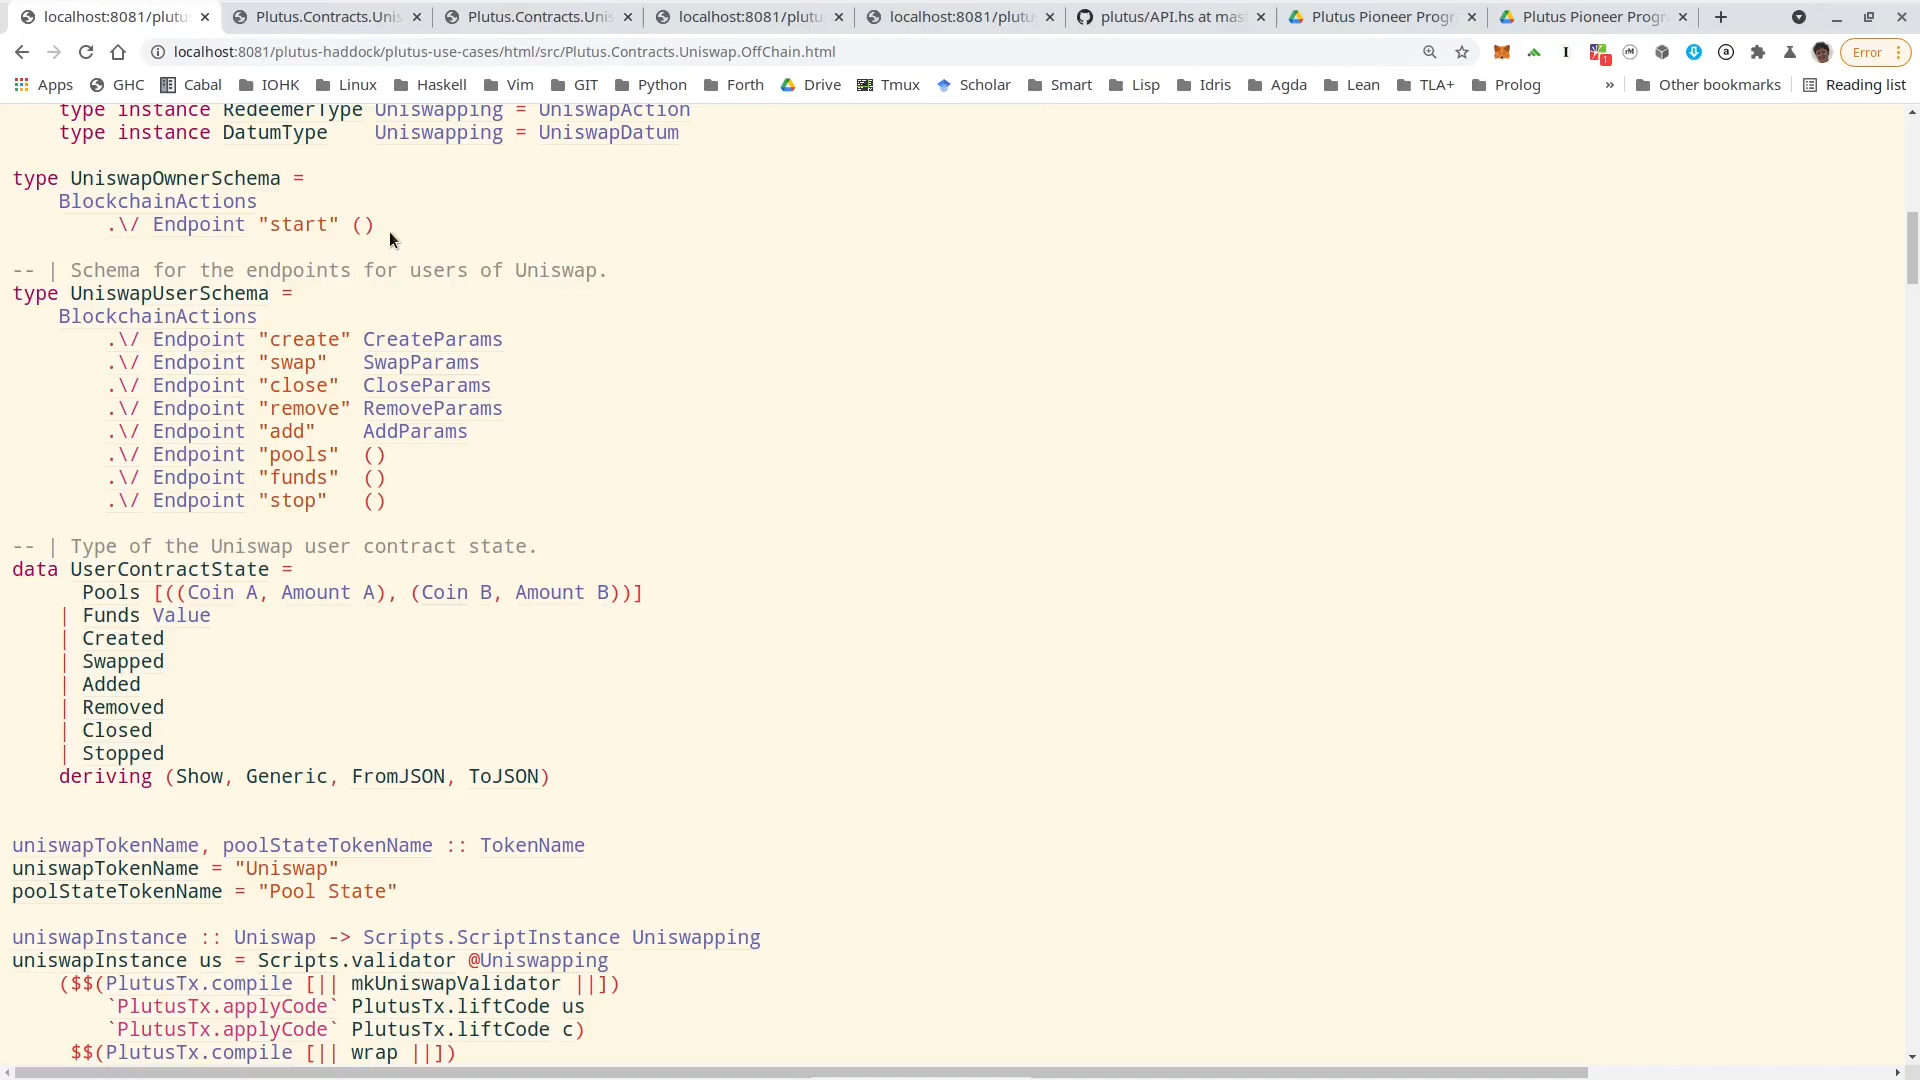 localhost:8081/plutus
Plutus.Contracts.Unis
Plutus.Contracts.Unis
localhost:8081/plutu
localhost:8081/plutu
plutus/API.hs at mas
Plutus Pioneer Progr
Plutus Pioneer Progr
localhost:8081/plutus-haddock/plutus-use-cases/html/src/Plutus.Contracts.Uniswap.OffChain.html
Error
Apps GHC Cabal IOHK Linux Haskell Vim GIT Python Forth Drive Tmux Scholar Smart Lisp Idris Agda Lean TLA+ Prolog » Other bookmarks Reading list
type instance RedeemerType Uniswapping = UniswapAction
type instance DatumType    Uniswapping = UniswapDatum
type UniswapOwnerSchema =
BlockchainActions
.\/ Endpoint "start" ()
-- | Schema for the endpoints for users of Uniswap.
type UniswapUserSchema =
BlockchainActions
.\/ Endpoint "create" CreateParams
.\/ Endpoint "swap"   SwapParams
.\/ Endpoint "close"  CloseParams
.\/ Endpoint "remove" RemoveParams
.\/ Endpoint "add"    AddParams
.\/ Endpoint "pools"  ()
.\/ Endpoint "funds"  ()
.\/ Endpoint "stop"   ()
-- | Type of the Uniswap user contract state.
data UserContractState =
Pools [((Coin A, Amount A), (Coin B, Amount B))]
| Funds Value
| Created
| Swapped
| Added
| Removed
| Closed
| Stopped
deriving (Show, Generic, FromJSON, ToJSON)
uniswapTokenName, poolStateTokenName :: TokenName
uniswapTokenName = "Uniswap"
poolStateTokenName = "Pool State"
uniswapInstance :: Uniswap -> Scripts.ScriptInstance Uniswapping
uniswapInstance us = Scripts.validator @Uniswapping
($$(PlutusTx.compile [|| mkUniswapValidator ||])
`PlutusTx.applyCode` PlutusTx.liftCode us
`PlutusTx.applyCode` PlutusTx.liftCode c)
$$(PlutusTx.compile [|| wrap ||])